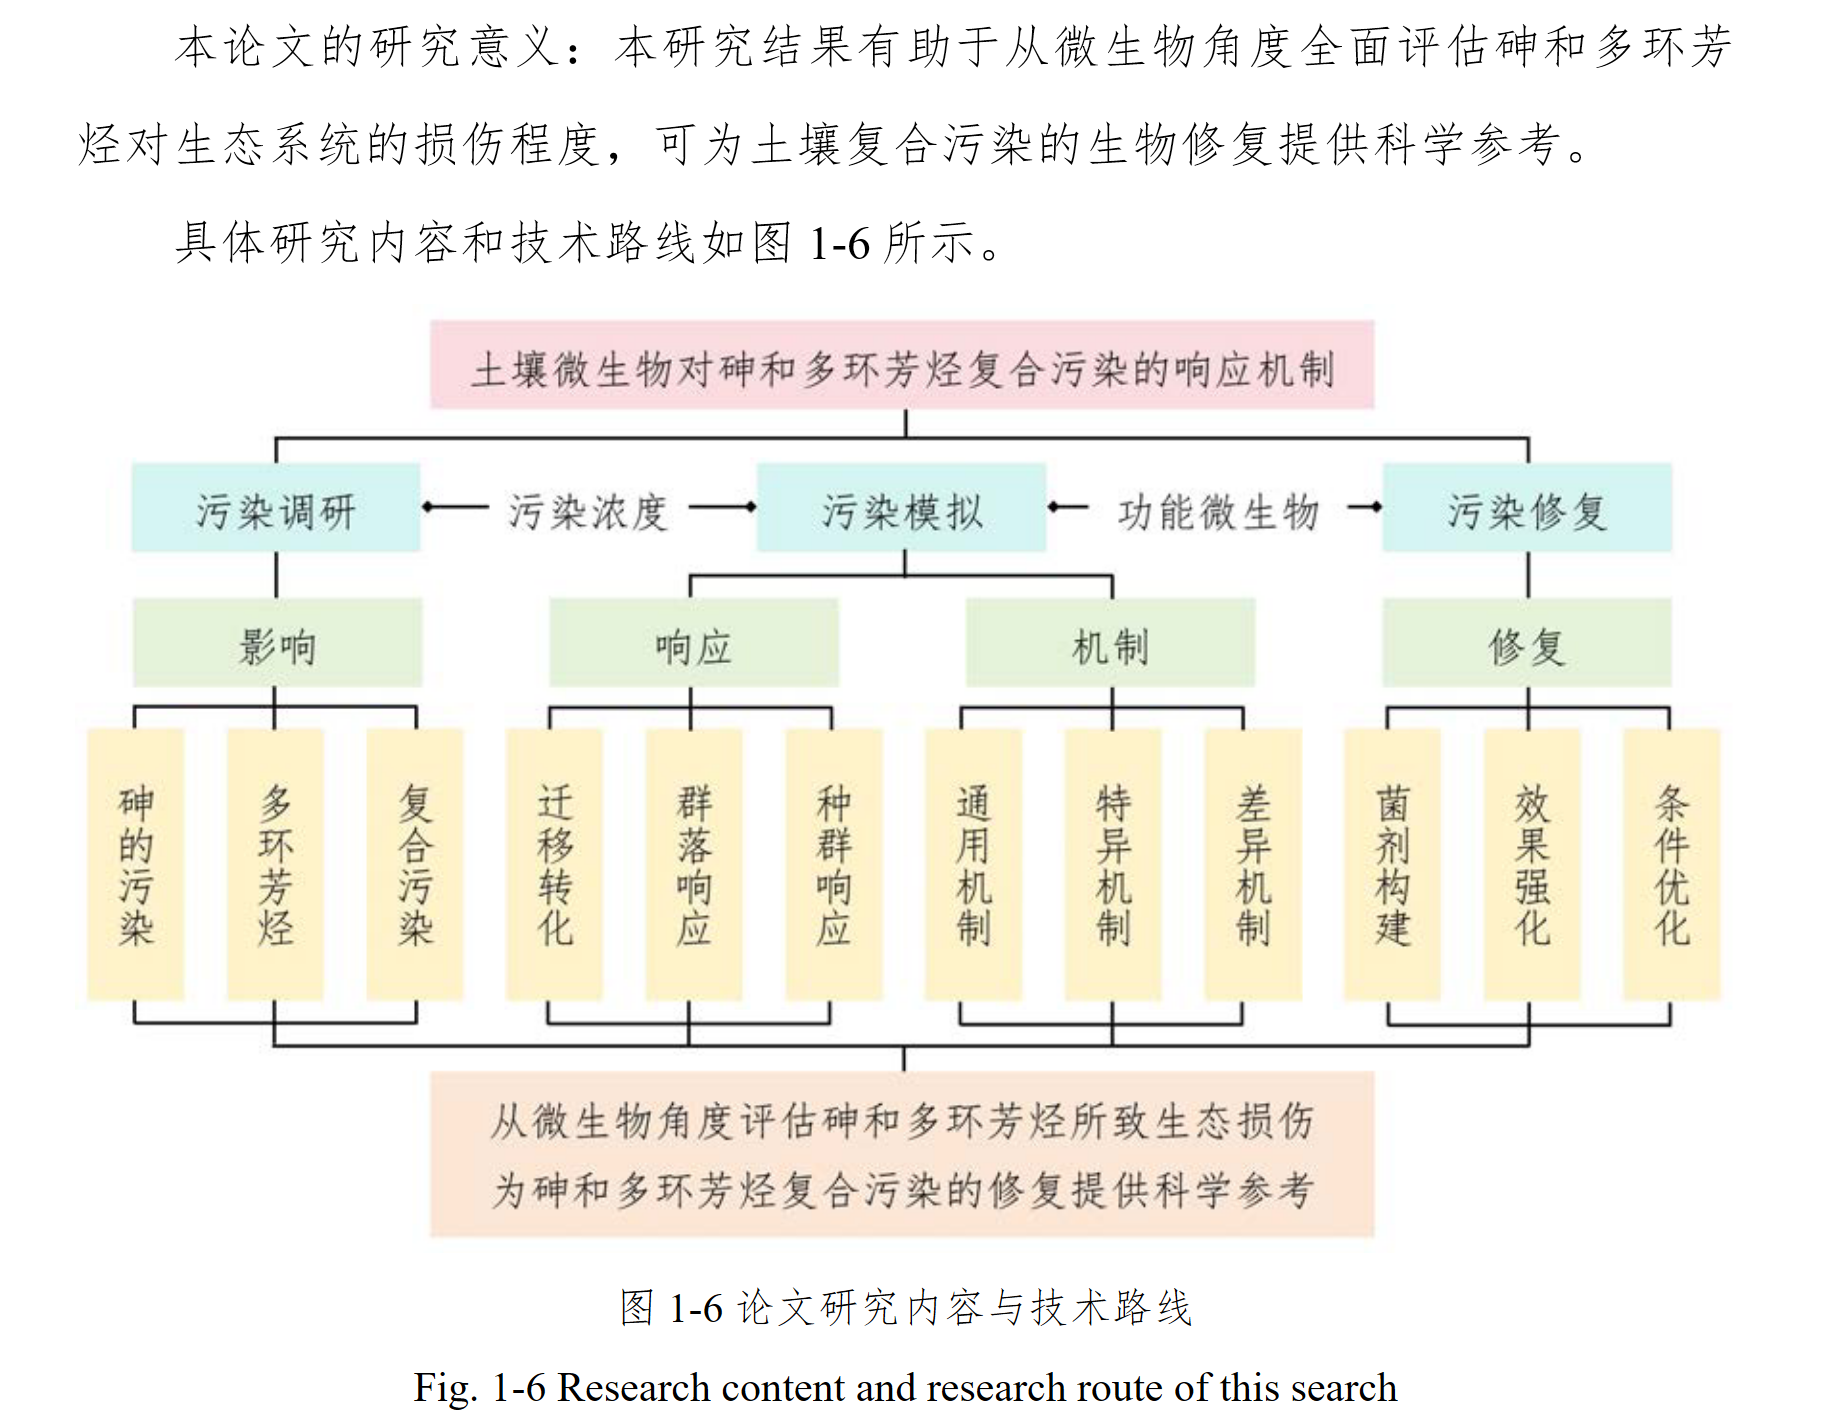 本论文的研究意义：本研究结果有助于从微生物角度全面评估砷和多环芳
烃对生态系统的损伤程度，可为土壤复合污染的生物修复提供科学参考。
具体研究内容和技术路线如图 1-6 所示。
土壤微生物对砷和多环芳烃复合污染的响应机制
污染调研
污染浓度
污染模拟
功能微生物
污染修复
影响
响应
机制
修复
砷的污染
多环芳烃
复合污染
迁移转化
群落响应
种群响应
通用机制
特异机制
差异机制
菌剂构建
效果强化
条件优化
从微生物角度评估砷和多环芳烃所致生态损伤
为砷和多环芳烃复合污染的修复提供科学参考
图 1-6 论文研究内容与技术路线
Fig. 1-6 Research content and research route of this search